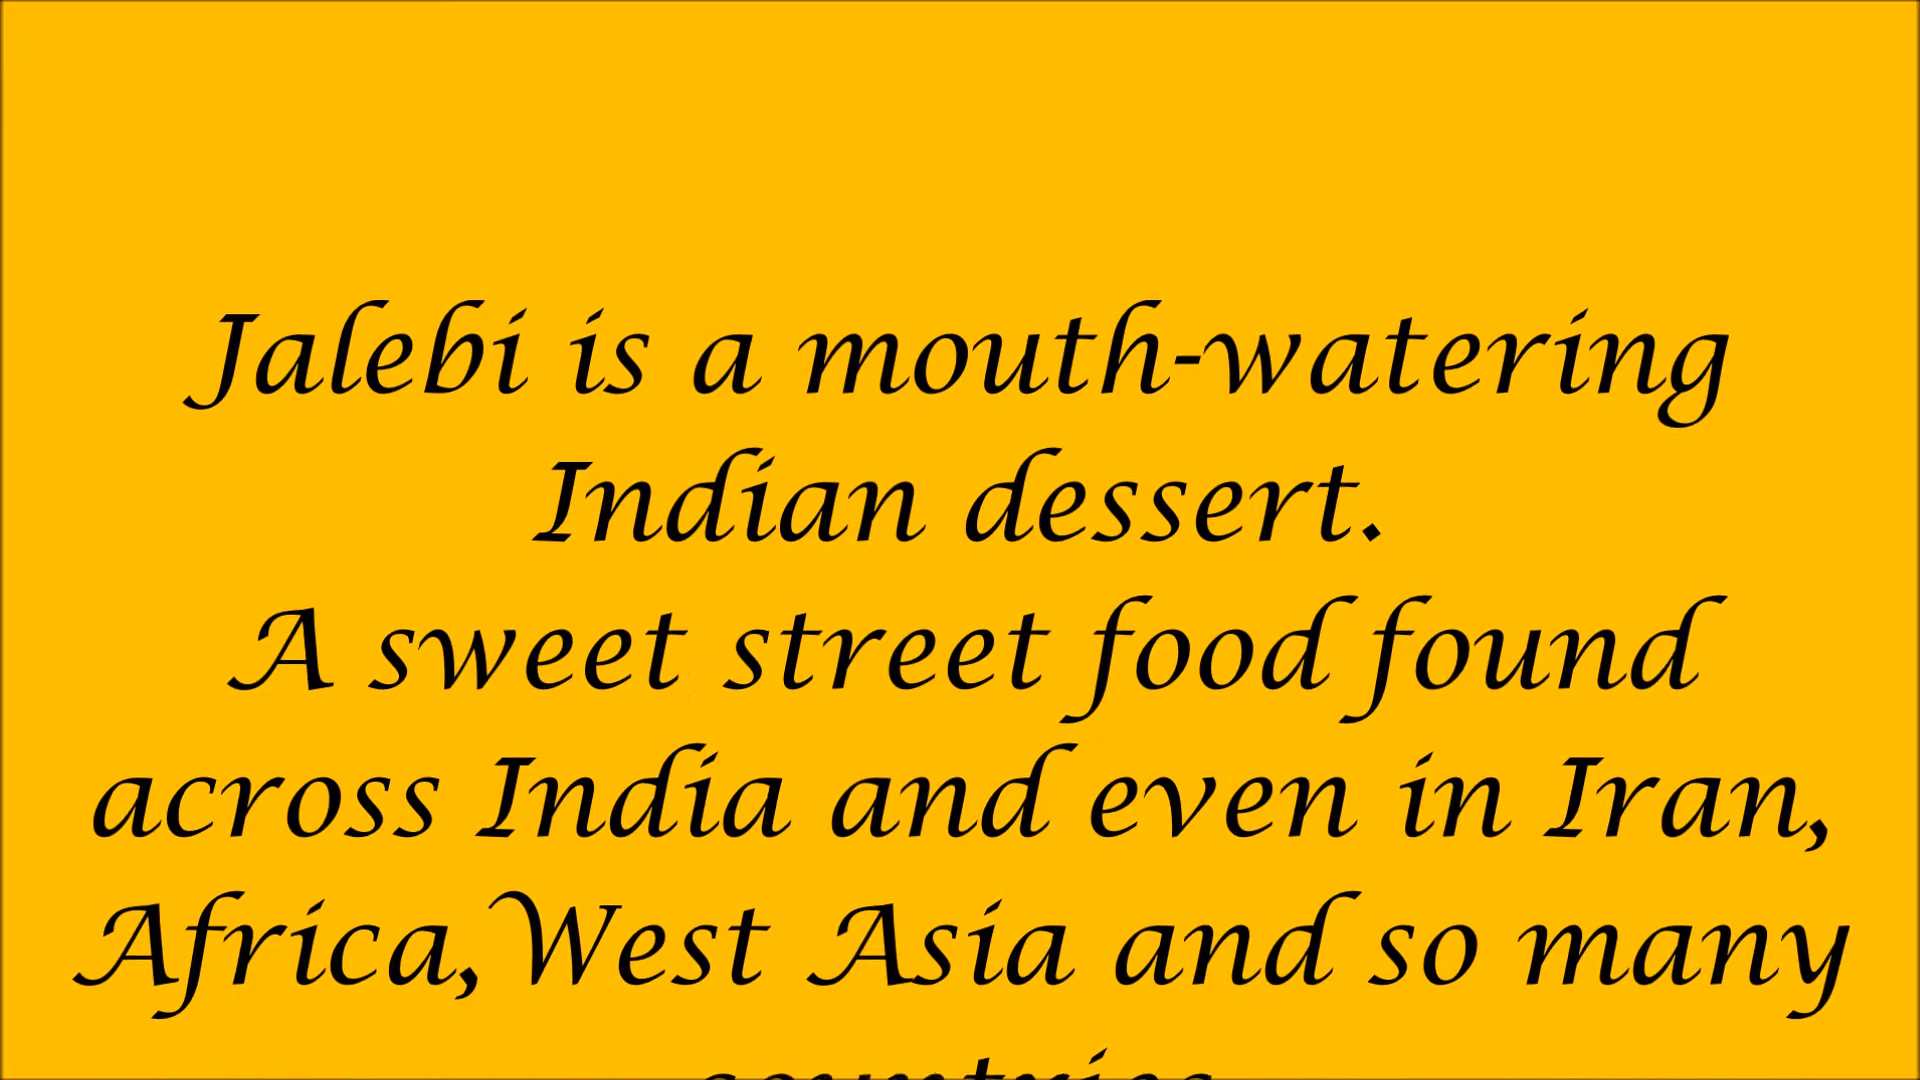 Jalebi is a mouth-watering
Indian dessert.
A sweet street food found
across India and even in Iran,
Africa,West Asia and so many
countries